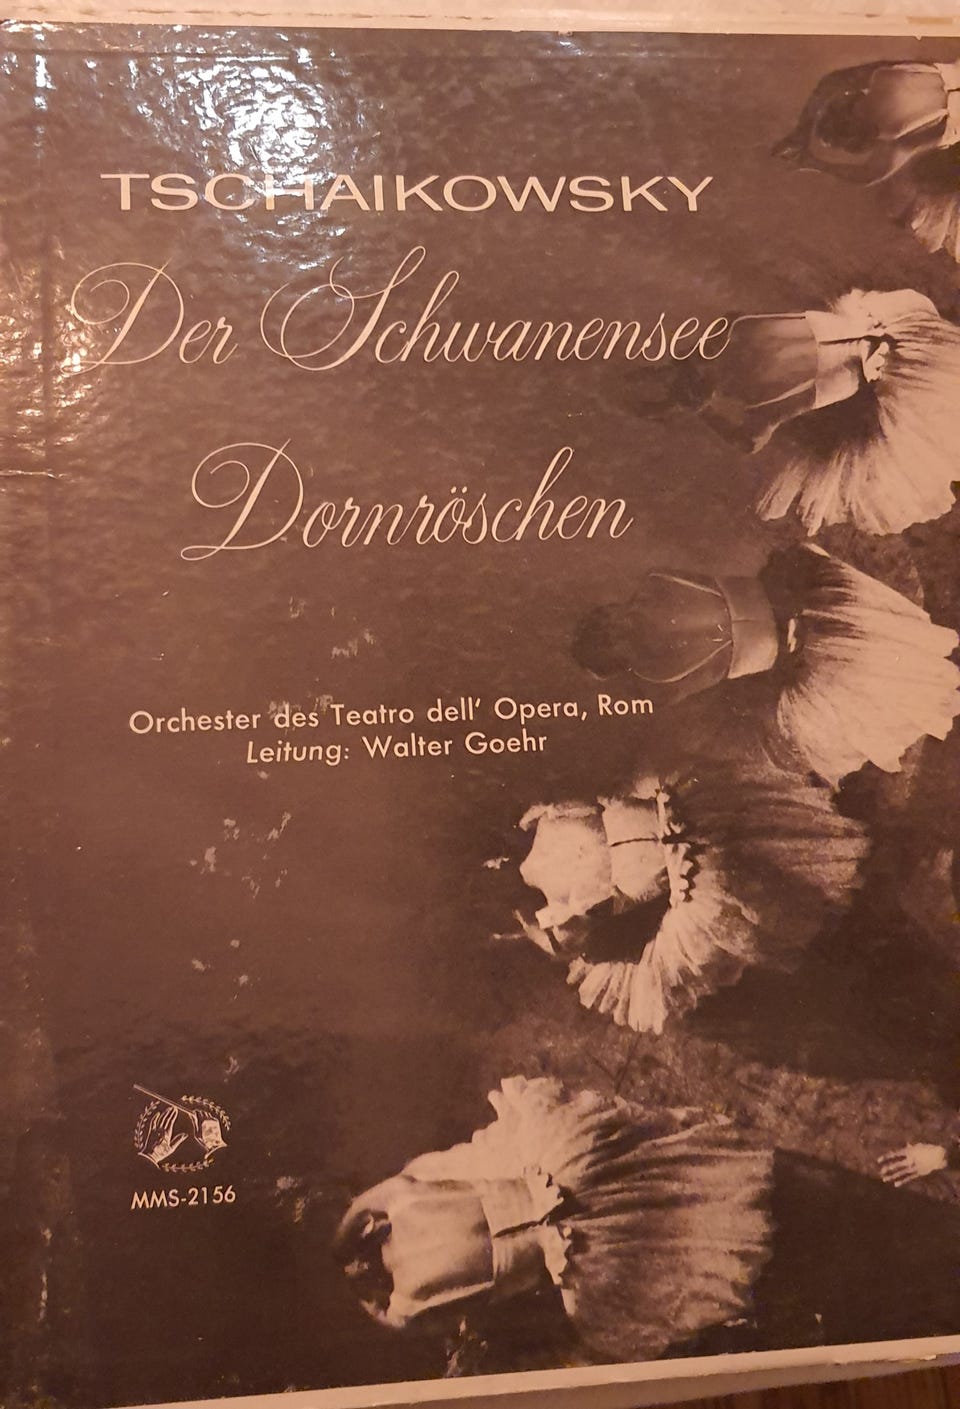 TSCHAIKOWSKY
Der Schwanensee
Dornröschen
Orchester des Teatro dell' Opera, Rom
Leitung: Walter Goehr
MMS-2156